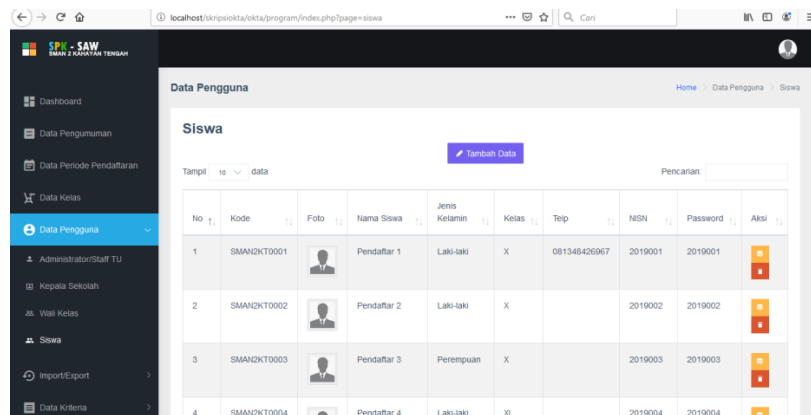 localhost/skripsiokta/okta/program/index.php?page=siswa
Cari
SPK - SAW
SMAN 2 KAHAYAN TENGAH
Dashboard
Data Pengumuman
Data Periode Pendaftaran
Data Kelas
Data Pengguna
Administrator/Staff TU
Kepala Sekolah
Wali Kelas
Siswa
Import/Export
Data Kriteria
Data Pengguna
Home > Data Pengguna > Siswa
Siswa
Tambah Data
Tampil 10 data
Pencarian:
No Kode Foto Nama Siswa Jenis Kelamin Kelas Telp NISN Password Aksi
1 SMAN2KT0001 Pendaftar 1 Laki-laki X 081348426967 2019001 2019001
2 SMAN2KT0002 Pendaftar 2 Laki-laki X 2019002 2019002
3 SMAN2KT0003 Pendaftar 3 Perempuan X 2019003 2019003
4 SMAN2KT0004 Pendaftar 4 Laki-laki XI 2019004 2019004